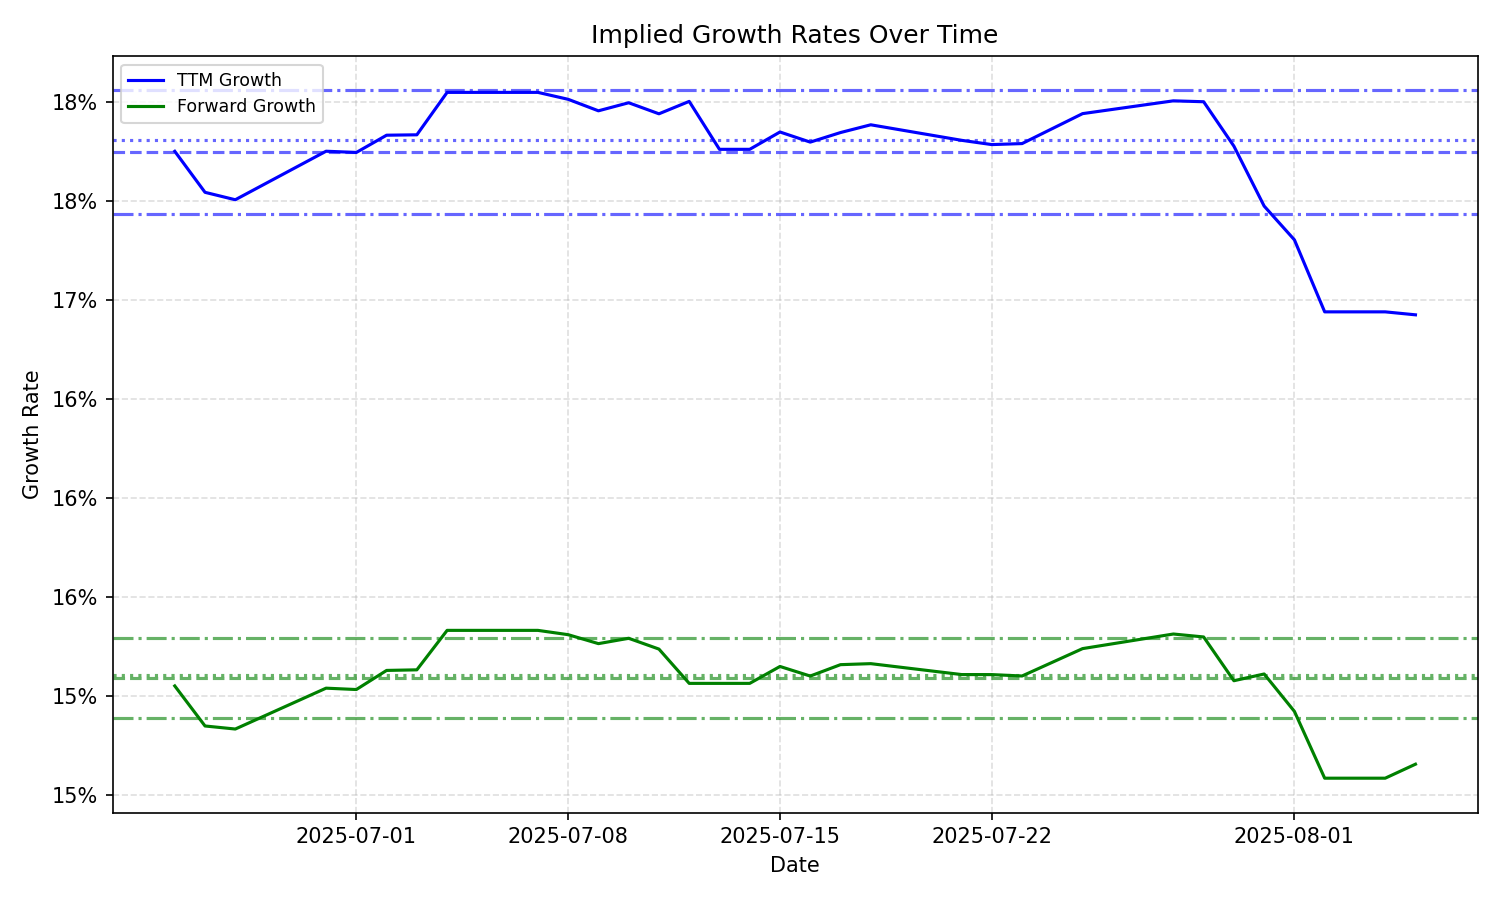 Implied Growth Rates Over Time
TTM Growth
Forward Growth
18%
18%
17%
16%
16%
16%
15%
15%
Growth Rate
2025-07-01
2025-07-08
2025-07-15
2025-07-22
2025-08-01
Date